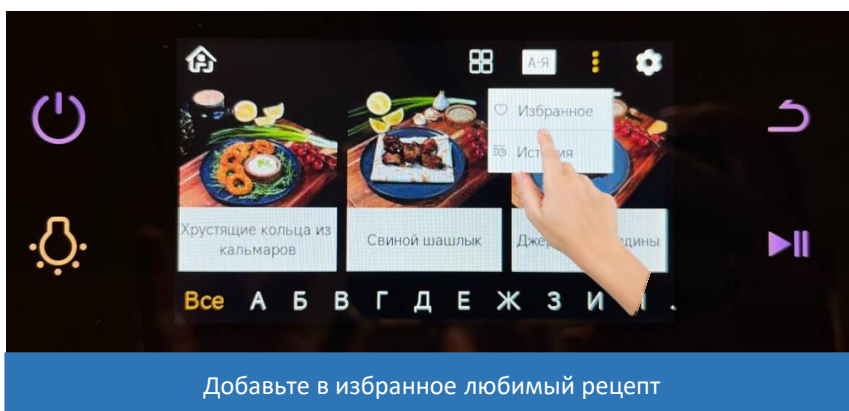 А-Я
Избранное
История
Хрустящие кольца из
кальмаров
Свиной шашлык
Все А Б В Г Д Е Ж З И
Добавьте в избранное любимый рецепт